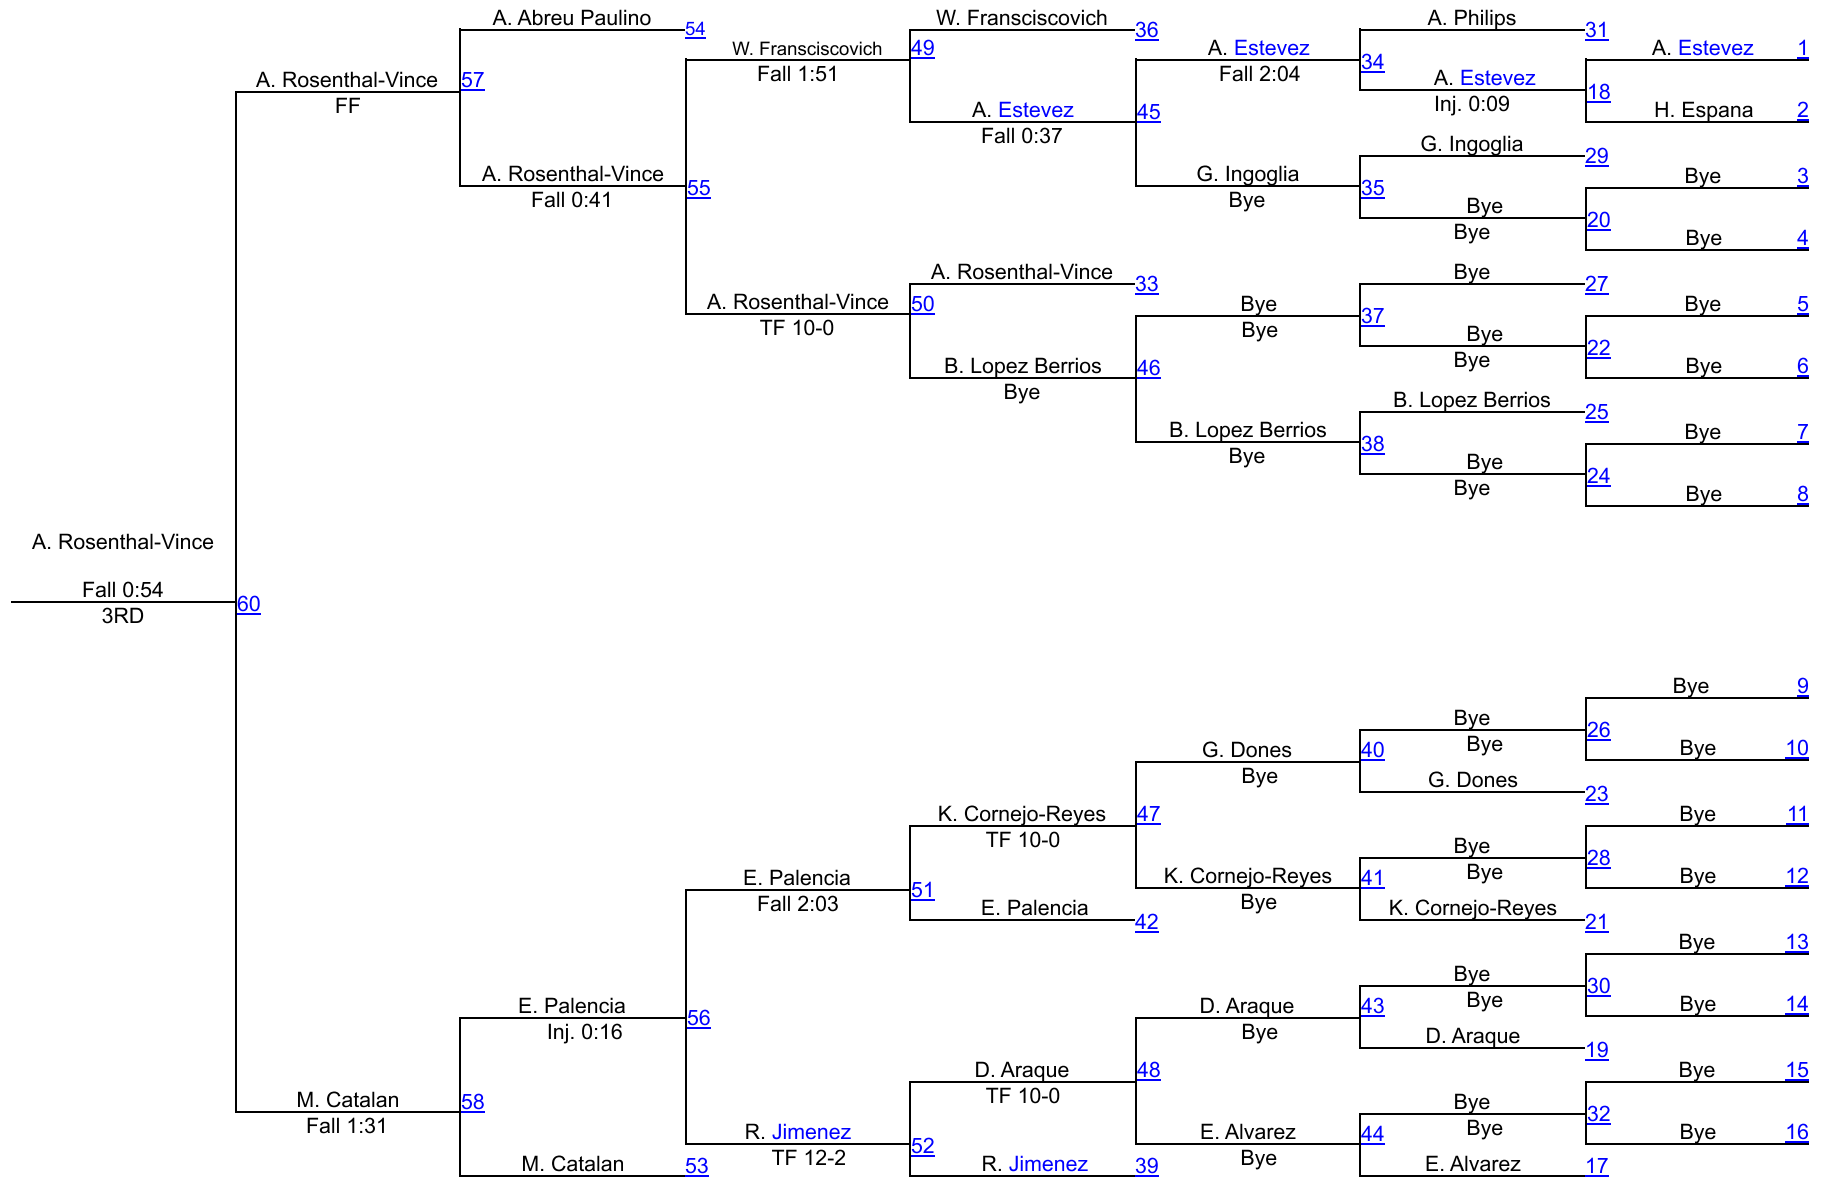 A. Abreu Paulino 54
W. Fransciscovich 36
A. Philips 31
W. Fransciscovich 49
Fall 1:51
A. Estevez
Fall 2:04
34
A. Estevez 1
A. Rosenthal-Vince 57
FF
A. Estevez 18
Inj. 0:09
A. Estevez 45
Fall 0:37
H. Espana 2
G. Ingoglia 29
A. Rosenthal-Vince 55
Fall 0:41
G. Ingoglia 35
Bye
Bye 3
Bye 20
Bye
Bye 4
A. Rosenthal-Vince 33
Bye 27
A. Rosenthal-Vince 50
TF 10-0
Bye 37
Bye
Bye 5
Bye 22
Bye
B. Lopez Berrios 46
Bye
Bye 6
B. Lopez Berrios 25
B. Lopez Berrios 38
Bye
Bye 7
Bye 24
Bye
Bye 8
A. Rosenthal-Vince
Fall 0:54
3RD
60
Bye 9
Bye 26
Bye
G. Dones 40
Bye
Bye 10
G. Dones 23
K. Cornejo-Reyes 47
TF 10-0
Bye 11
Bye 28
Bye
E. Palencia 51
Fall 2:03
K. Cornejo-Reyes 41
Bye
Bye 12
E. Palencia 42
K. Cornejo-Reyes 21
Bye 13
Bye 30
Bye
E. Palencia 56
Inj. 0:16
D. Araque 43
Bye
Bye 14
D. Araque 19
D. Araque 48
TF 10-0
Bye 15
M. Catalan 58
Fall 1:31
Bye 32
Bye
R. Jimenez 52
TF 12-2
E. Alvarez 44
Bye
Bye 16
M. Catalan 53
R. Jimenez 39
E. Alvarez 17